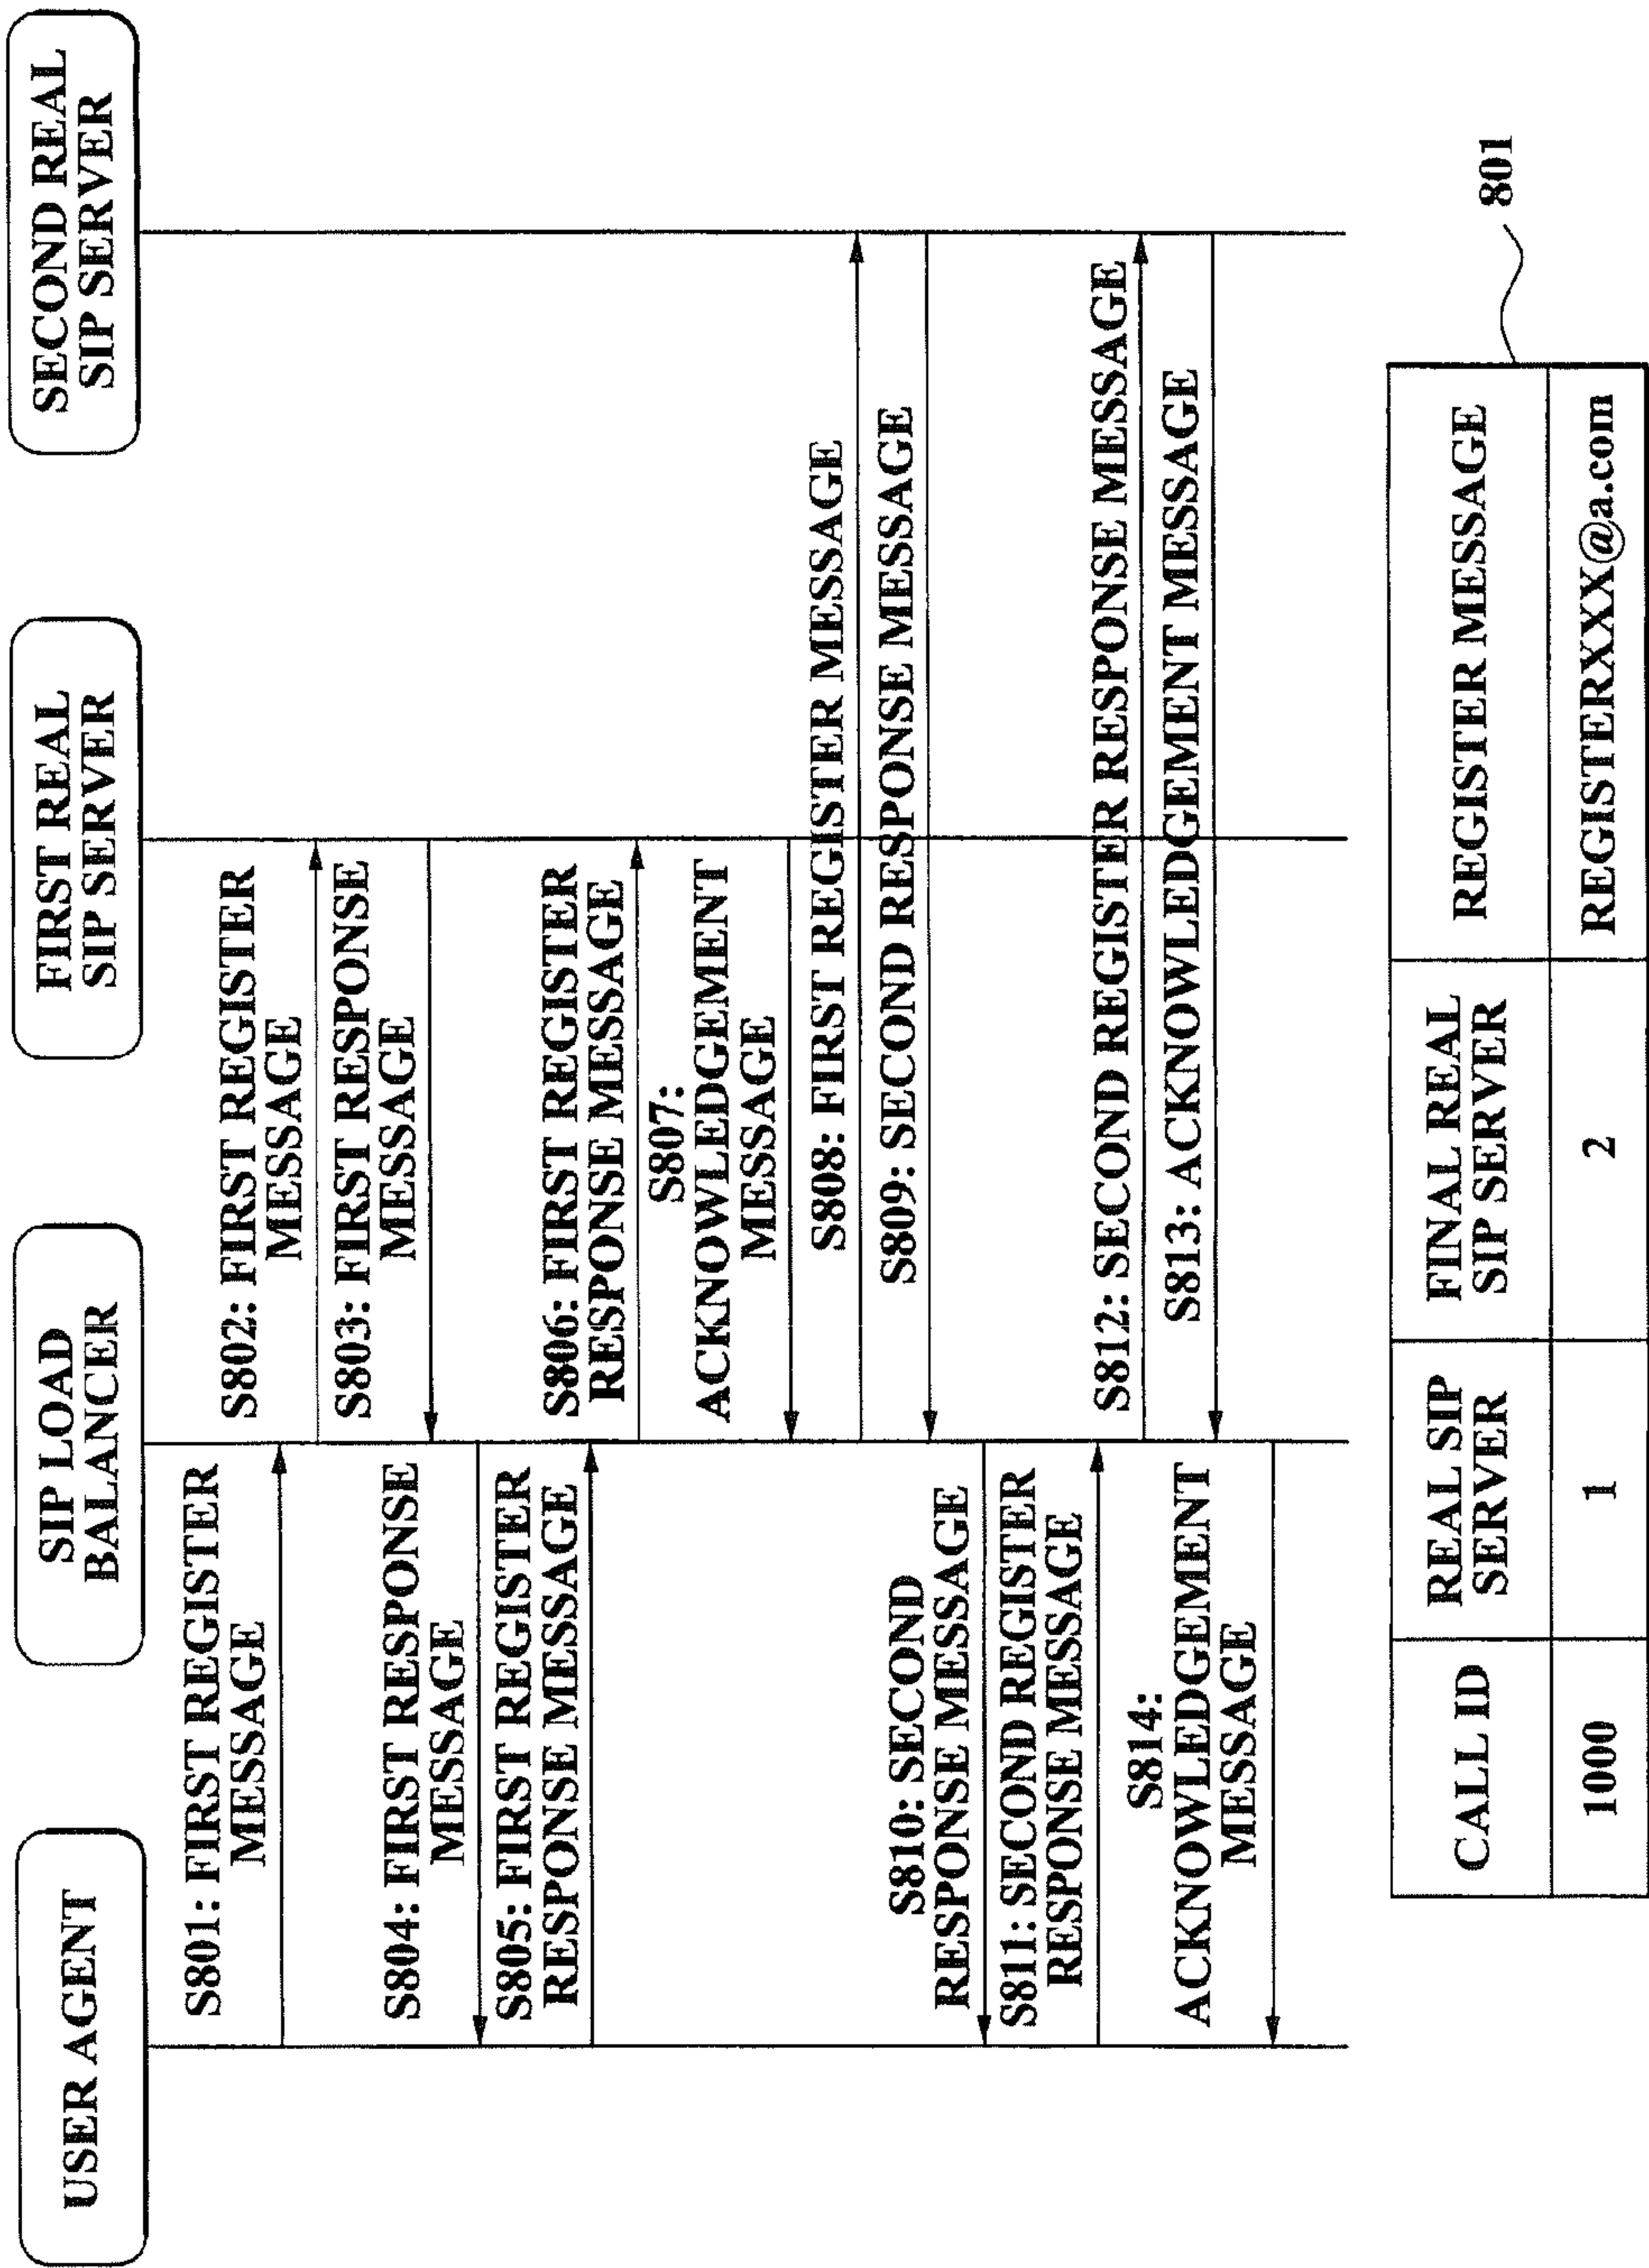 USER AGENT
SIP LOAD
BALANCER
FIRST REAL
SIP SERVER
SECOND REAL
SIP SERVER
S801: FIRST REGISTER
MESSAGE
S802: FIRST REGISTER
MESSAGE
S803: FIRST RESPONSE
MESSAGE
S804: FIRST RESPONSE
MESSAGE
S805: FIRST REGISTER
RESPONSE MESSAGE
S806: FIRST REGISTER
RESPONSE MESSAGE
S807:
ACKNOWLEDGEMENT
MESSAGE
S808: FIRST REGISTER MESSAGE
S809: SECOND RESPONSE MESSAGE
S810: SECOND
RESPONSE MESSAGE
S811: SECOND REGISTER
RESPONSE MESSAGE
S812: SECOND REGISTER RESPONSE MESSAGE
S813: ACKNOWLEDGEMENT MESSAGE
S814:
ACKNOWLEDGEMENT
MESSAGE
801
CALL ID
REAL SIP
SERVER
FINAL REAL
SIP SERVER
REGISTER MESSAGE
1000
1
2
REGISTERXXX@a.com